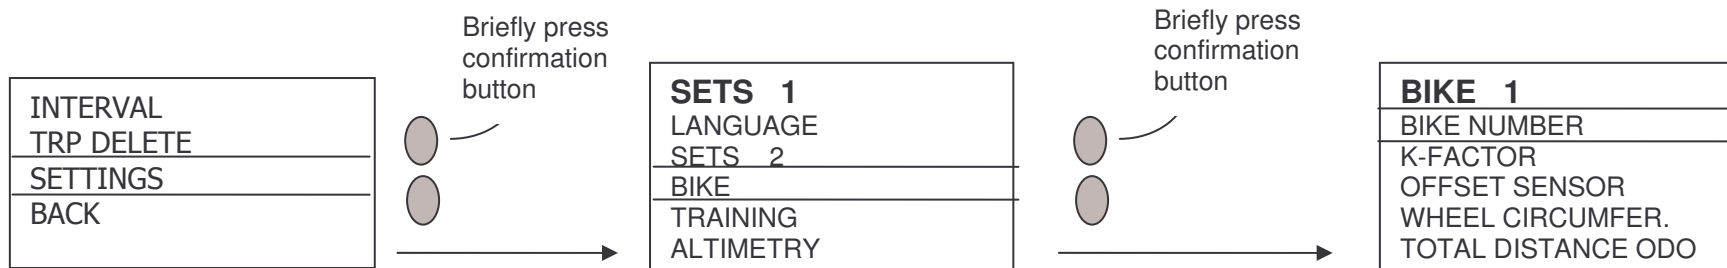 INTERVAL
TRP DELETE
SETTINGS
BACK
Briefly press
confirmation
button
SETS 1
LANGUAGE
SETS 2
BIKE
TRAINING
ALTIMETRY
Briefly press
confirmation
button
BIKE 1
BIKE NUMBER
K-FACTOR
OFFSET SENSOR
WHEEL CIRCUMFER.
TOTAL DISTANCE ODO